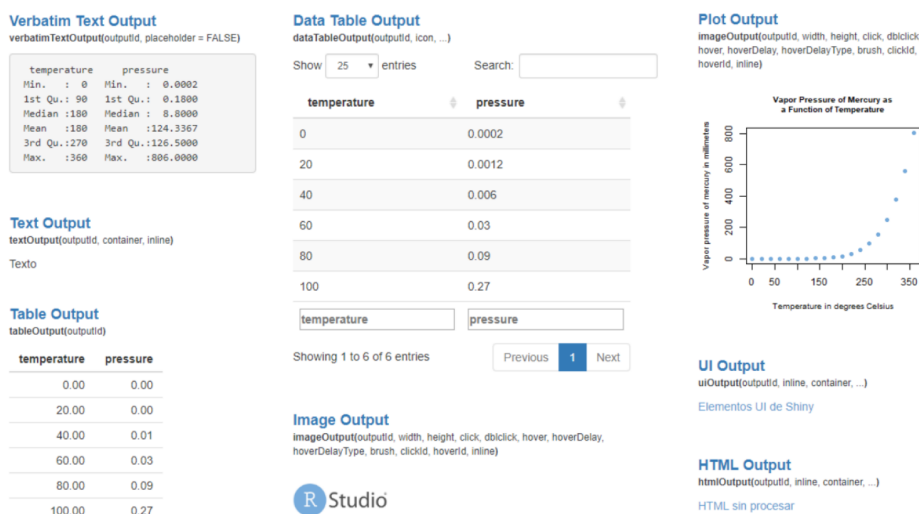 Verbatim Text Output
verbatimTextOutput(outputId, placeholder = FALSE)
temperature pressure
Min. : 0 Min. : 0.0002
1st Qu.: 90 1st Qu.: 0.1800
Median :180 Median : 8.8000
Mean :180 Mean :124.3367
3rd Qu.:270 3rd Qu.:126.5000
Max. :360 Max. :806.0000
Text Output
textOutput(outputId, container, inline)
Texto
Table Output
tableOutput(outputId)
temperature pressure
0.00 0.00
20.00 0.00
40.00 0.01
60.00 0.03
80.00 0.09
100.00 0.27
Data Table Output
dataTableOutput(outputId, icon, ...)
Show 25 entries Search:
temperature pressure
0 0.0002
20 0.0012
40 0.006
60 0.03
80 0.09
100 0.27
temperature pressure
Showing 1 to 6 of 6 entries Previous 1 Next
Image Output
imageOutput(outputId, width, height, click, dblclick, hover, hoverDelay,
hoverDelayType, brush, clickId, hoverId, inline)
R Studio
Plot Output
imageOutput(outputId, width, height, click, dblclick,
hover, hoverDelay, hoverDelayType, brush, clickId,
hoverId, inline)
Vapor Pressure of Mercury as
a Function of Temperature
Vapor pressure of mercury in millimeters
800
600
400
200
0
0 50 150 250 350
Temperature in degrees Celsius
UI Output
uiOutput(outputId, inline, container, ...)
Elementos UI de Shiny
HTML Output
htmlOutput(outputId, inline, container, ...)
HTML sin procesar